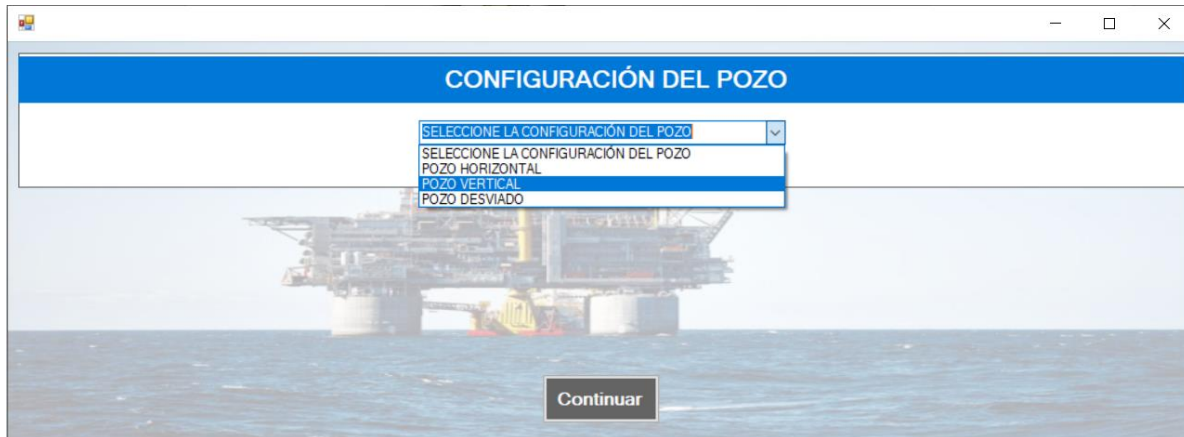 CONFIGURACIÓN DEL POZO
SELECCIONE LA CONFIGURACIÓN DEL POZO
SELECCIONE LA CONFIGURACIÓN DEL POZO
POZO HORIZONTAL
POZO VERTICAL
POZO DESVIADO
Continuar